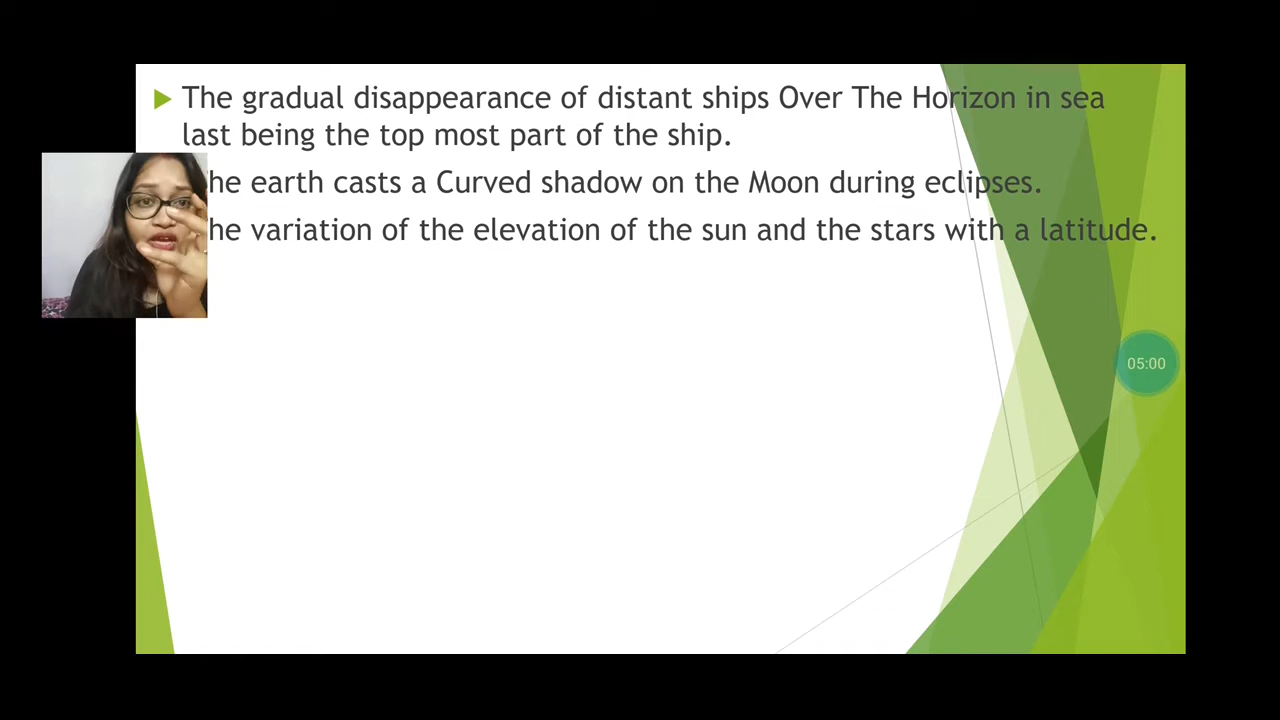 The gradual disappearance of distant ships Over The Horizon in sea
last being the top most part of the ship.
he earth casts a Curved shadow on the Moon during eclipses.
he variation of the elevation of the sun and the stars with a latitude.
05:00